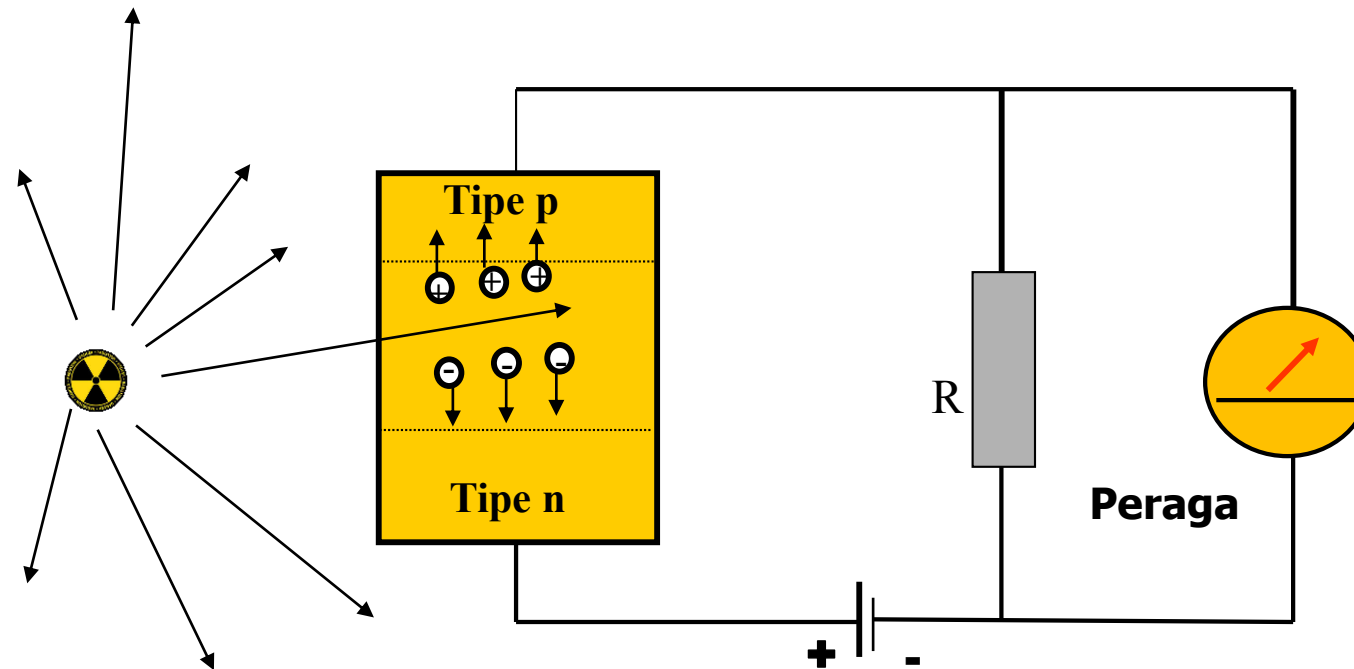 Tipe p
+ + +
- - -
Tipe n
R
Peraga
+ -